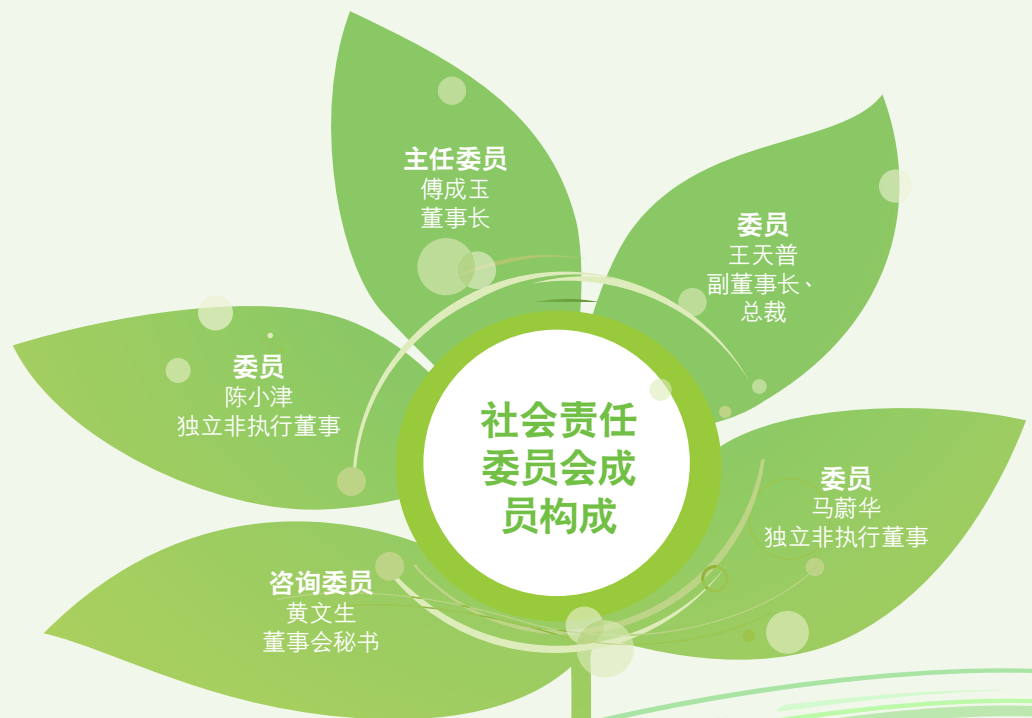 主任委员
傅成玉
董事长
委员
王天普
副董事长、
总裁
委员
陈小津
独立非执行董事
社会责任
委员会成
员构成
委员
马蔚华
独立非执行董事
咨询委员
黄文生
董事会秘书